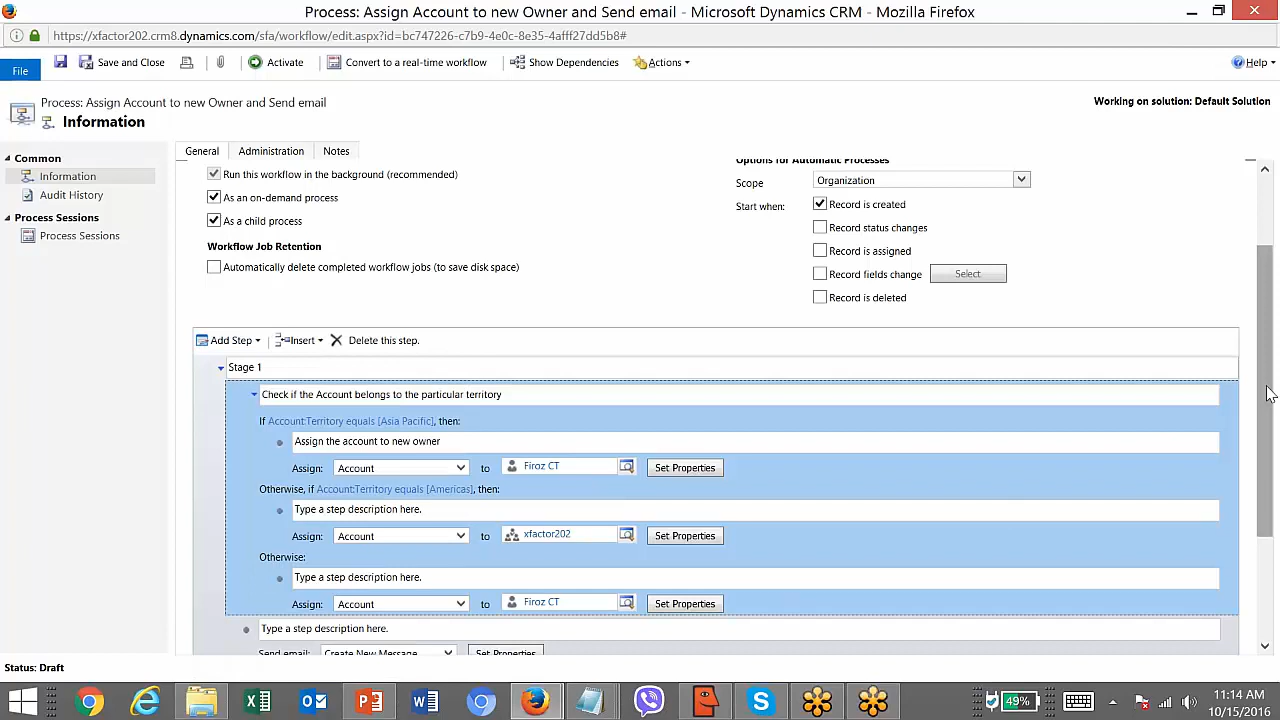 Process: Assign Account to new Owner and Send email - Microsoft Dynamics CRM - Mozilla Firefox
https://xfactor202.crm8.dynamics.com/sfa/workflow/edit.aspx?id=bc747226-c7b9-4e0c-8e35-4afff27dd5b8#
File
Save and Close
Activate
Convert to a real-time workflow
Show Dependencies
Actions
Help
Process: Assign Account to new Owner and Send email
Information
Working on solution: Default Solution
Common
Information
Audit History
Process Sessions
Process Sessions
General
Administration
Notes
Run this workflow in the background (recommended)
As an on-demand process
As a child process
Workflow Job Retention
Automatically delete completed workflow jobs (to save disk space)
Options for Automatic Processes
Scope
Organization
Start when:
Record is created
Record status changes
Record is assigned
Record fields change
Select
Record is deleted
Add Step
Insert
Delete this step.
Stage 1
Check if the Account belongs to the particular territory
If Account:Territory equals [Asia Pacific], then:
Assign the account to new owner
Assign: Account to Firoz CT Set Properties
Otherwise, if Account:Territory equals [Americas], then:
Type a step description here.
Assign: Account to xfactor202 Set Properties
Otherwise:
Type a step description here.
Assign: Account to Firoz CT Set Properties
Type a step description here.
Send email: Create New Message Set Properties
Status: Draft
49%
11:14 AM
10/15/2016